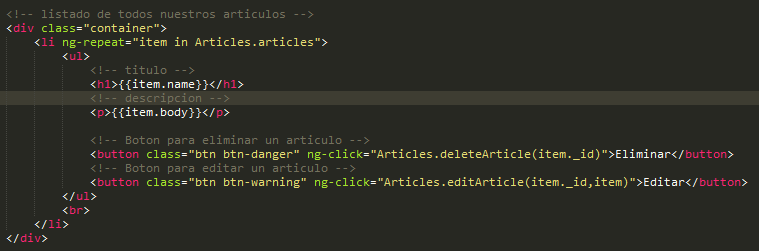 <!-- listado de todos nuestros articulos -->
<div class="container">
<li ng-repeat="item in Articles.articles">
<ul>
<!-- titulo -->
<h1>{{item.name}}</h1>
<!-- descripcion -->
<p>{{item.body}}</p>
<!-- Boton para eliminar un articulo -->
<button class="btn btn-danger" ng-click="Articles.deleteArticle(item._id)">Eliminar</button>
<!-- Boton para editar un articulo -->
<button class="btn btn-warning" ng-click="Articles.editArticle(item._id,item)">Editar</button>
</ul>
<br>
</li>
</div>